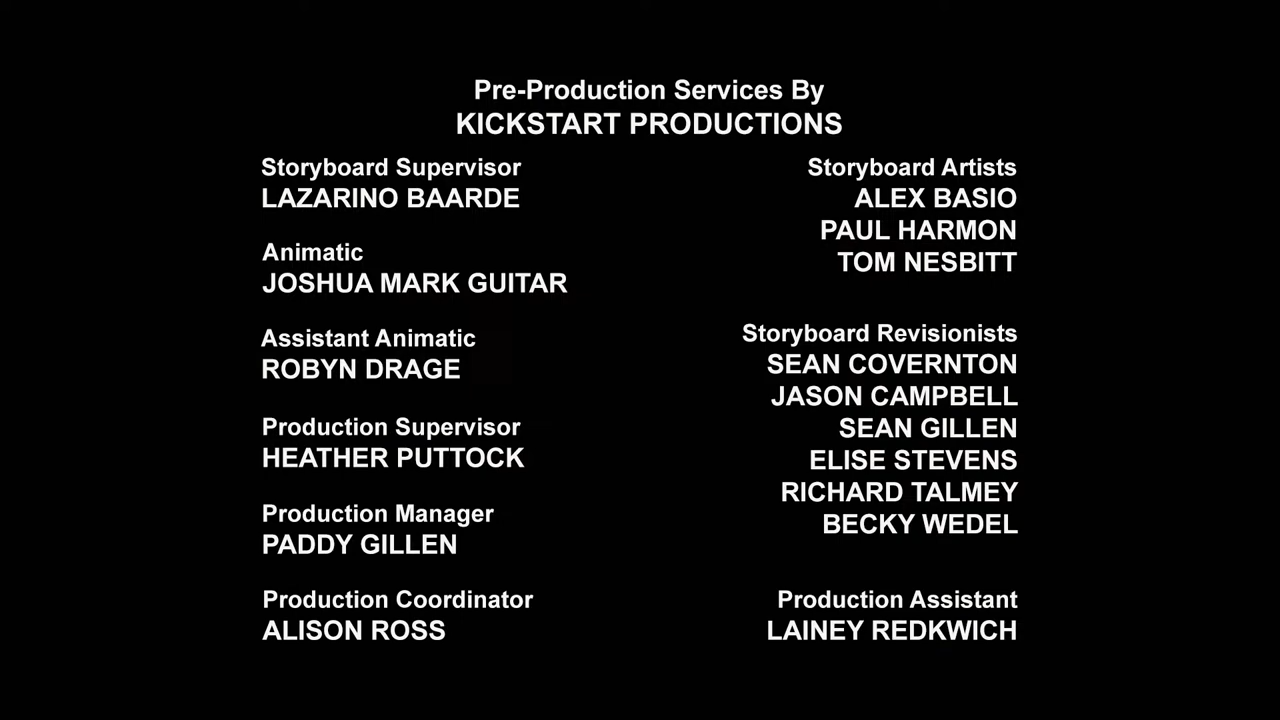 Pre-Production Services By
KICKSTART PRODUCTIONS
Storyboard Supervisor
LAZARINO BAARDE
Animatic
JOSHUA MARK GUITAR
Assistant Animatic
ROBYN DRAGE
Production Supervisor
HEATHER PUTTOCK
Production Manager
PADDY GILLEN
Production Coordinator
ALISON ROSS
Storyboard Artists
ALEX BASIO
PAUL HARMON
TOM NESBITT
Storyboard Revisionists
SEAN COVERNTON
JASON CAMPBELL
SEAN GILLEN
ELISE STEVENS
RICHARD TALMEY
BECKY WEDEL
Production Assistant
LAINEY REDKWICH